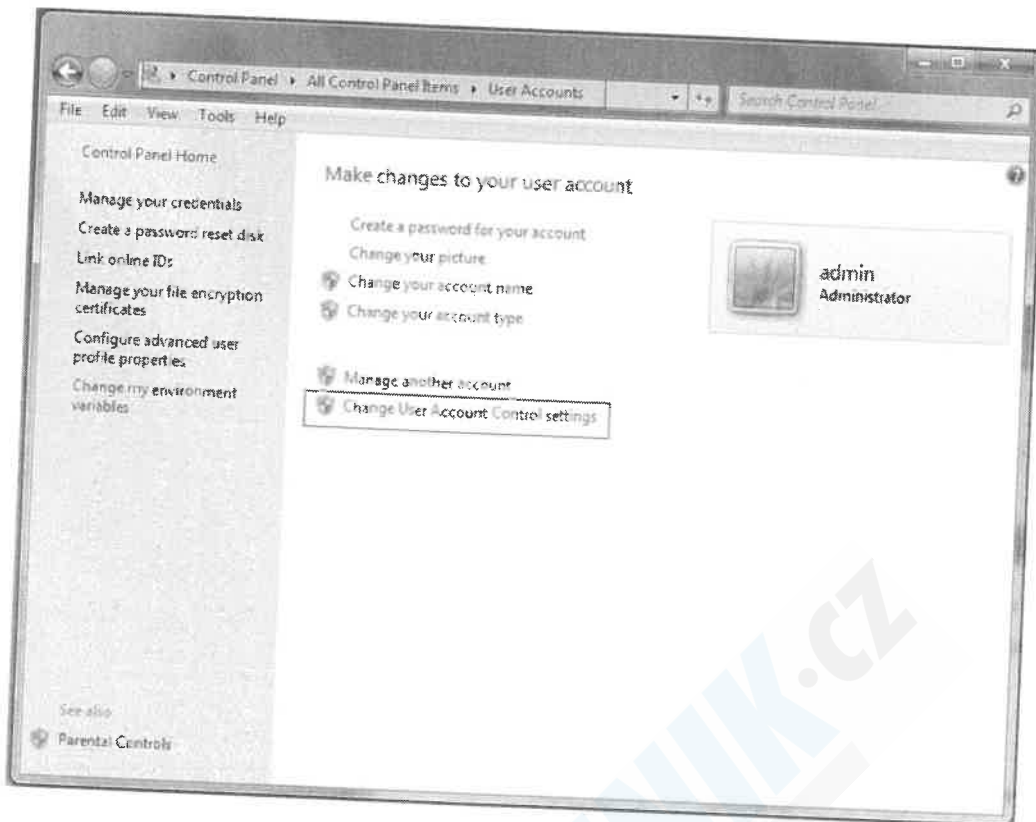 Control Panel ▸ All Control Panel Items ▸ User Accounts
Search Control Panel
File Edit View Tools Help
Control Panel Home
Manage your credentials
Create a password reset disk
Link online IDs
Manage your file encryption
certificates
Configure advanced user
profile properties
Change my environment
variables
See also
Parental Controls
Make changes to your user account
Create a password for your account
Change your picture
Change your account name
Change your account type
Manage another account
Change User Account Control settings
admin
Administrator
NIK.CZ